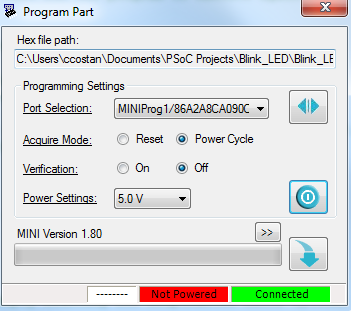 Program Part
Hex file path:
C:\Users\ccostan\Documents\PSoC Projects\Blink_LED\Blink_LE
Programming Settings
Port Selection: MINIProg1/86A2A8CA090C
Acquire Mode: Reset Power Cycle
Verification: On Off
Power Settings: 5.0 V
MINI Version 1.80 >>
-------- Not Powered Connected